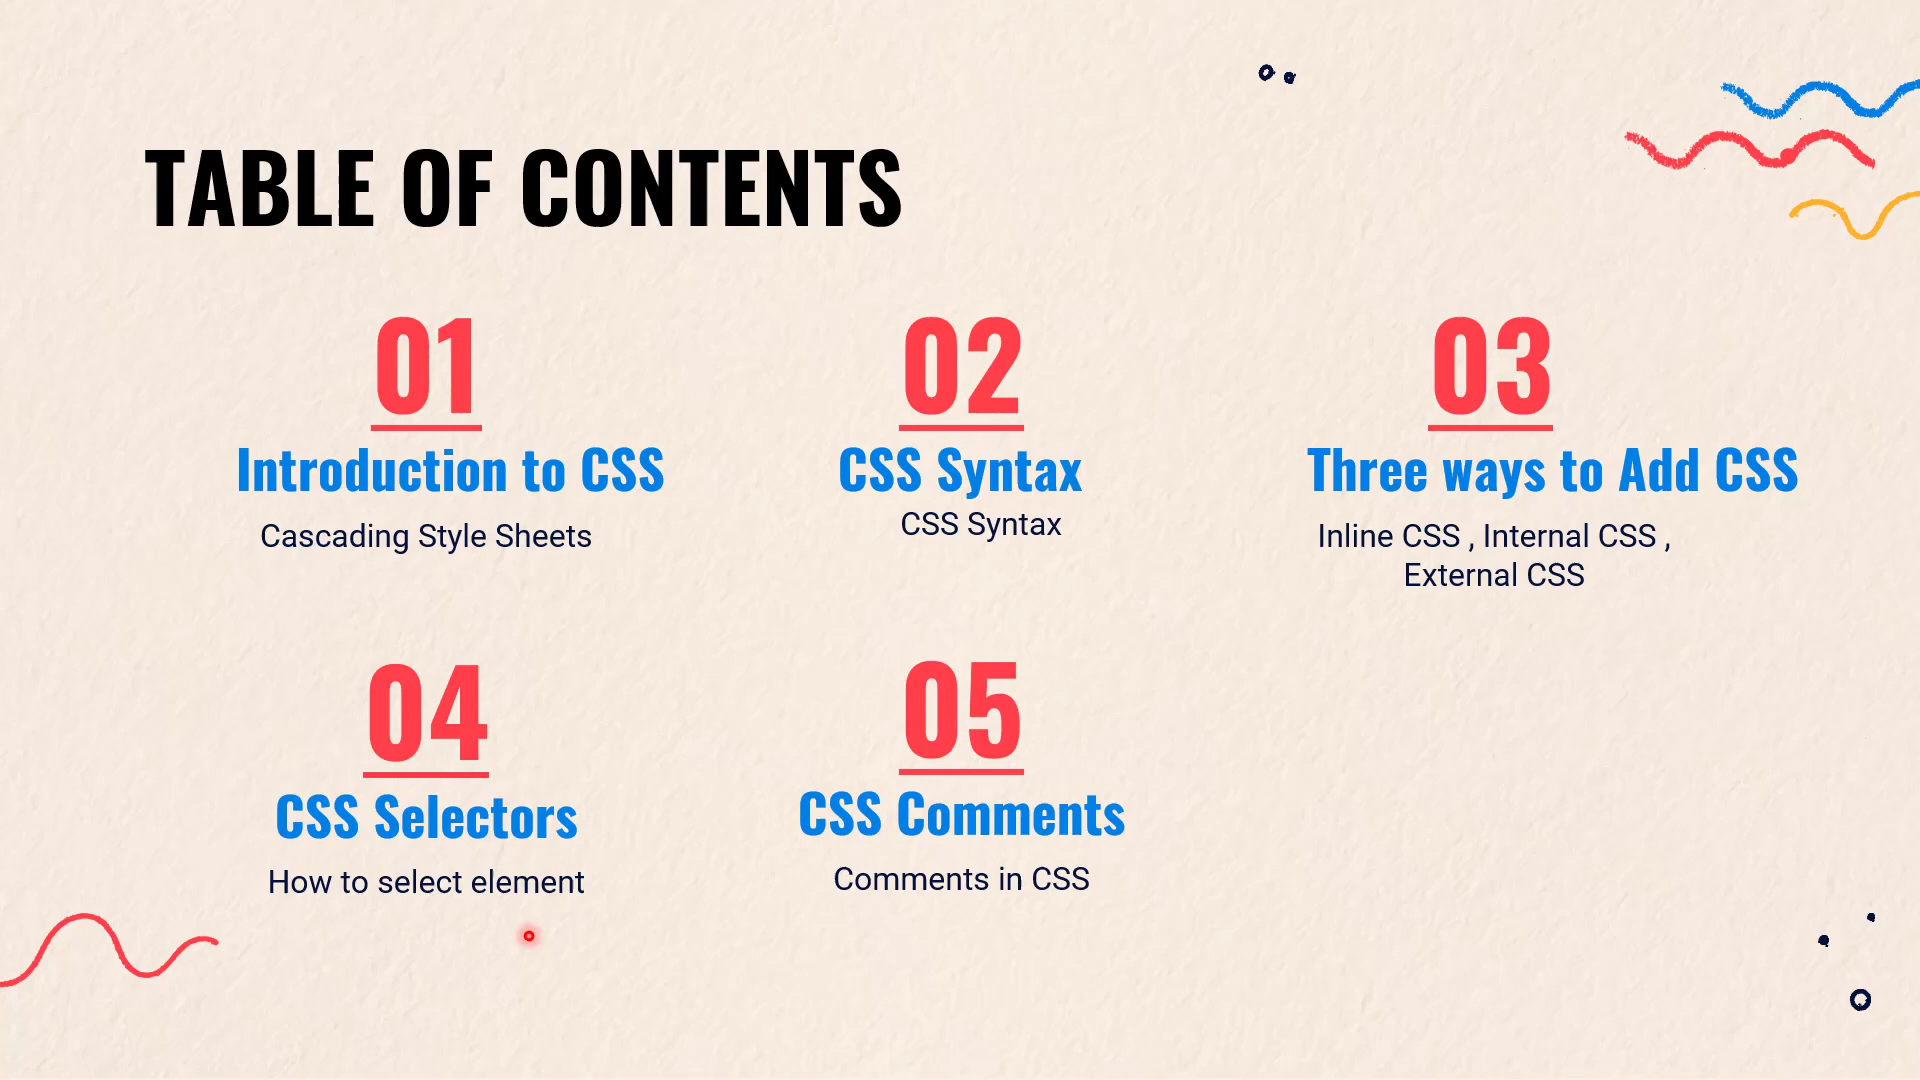 TABLE OF CONTENTS
01
Introduction to CSS
Cascading Style Sheets
02
CSS Syntax
CSS Syntax
03
Three ways to Add CSS
Inline CSS , Internal CSS ,
External CSS
04
CSS Selectors
How to select element
05
CSS Comments
Comments in CSS